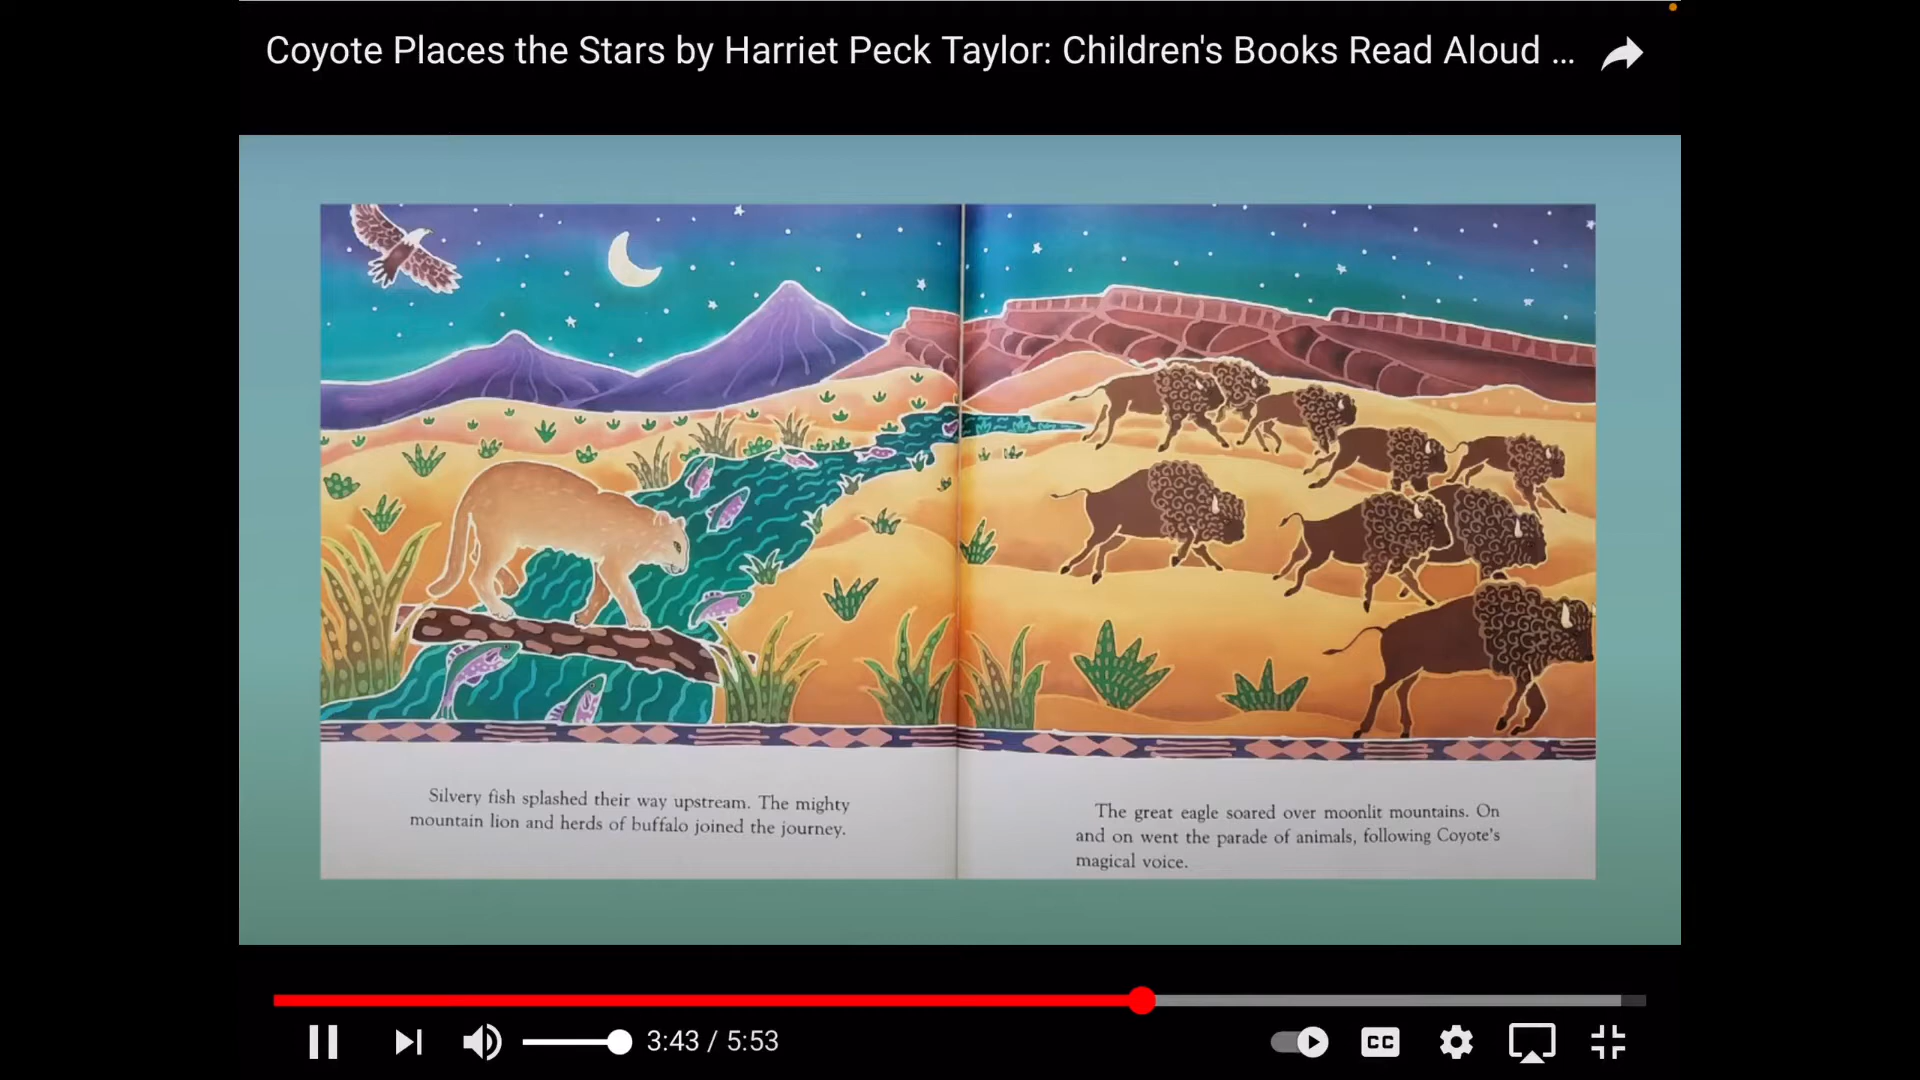 Coyote Places the Stars by Harriet Peck Taylor: Children's Books Read Aloud ...
Silvery fish splashed their way upstream. The mighty
mountain lion and herds of buffalo joined the journey.
The great eagle soared over moonlit mountains. On
and on went the parade of animals, following Coyote's
magical voice.
3:43 / 5:53
CC